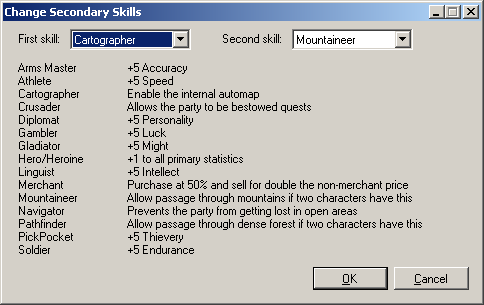 Change Secondary Skills
First skill: Cartographer Second skill: Mountaineer
Arms Master +5 Accuracy
Athlete +5 Speed
Cartographer Enable the internal automap
Crusader Allows the party to be bestowed quests
Diplomat +5 Personality
Gambler +5 Luck
Gladiator +5 Might
Hero/Heroine +1 to all primary statistics
Linguist +5 Intellect
Merchant Purchase at 50% and sell for double the non-merchant price
Mountaineer Allow passage through mountains if two characters have this
Navigator Prevents the party from getting lost in open areas
Pathfinder Allow passage through dense forest if two characters have this
PickPocket +5 Thievery
Soldier +5 Endurance
OK Cancel